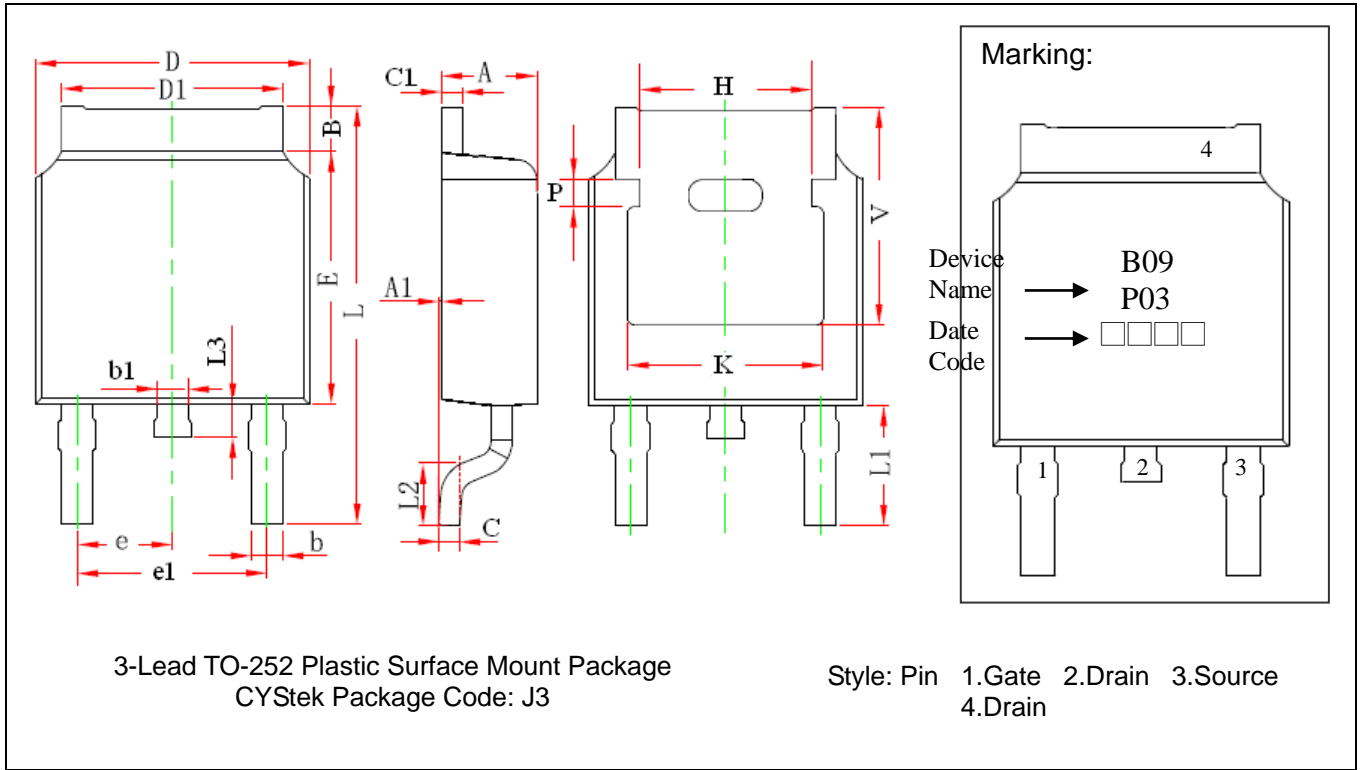 D
D1
B
E
L
L3
b1
e
e1
b
C1
A
A1
L2
C
H
P
V
K
L1
Marking:
4
Device
Name
B09
P03
Date
Code
□□□□
1
2
3
3-Lead TO-252 Plastic Surface Mount Package
CYStek Package Code: J3
Style: Pin 1.Gate 2.Drain 3.Source
4.Drain